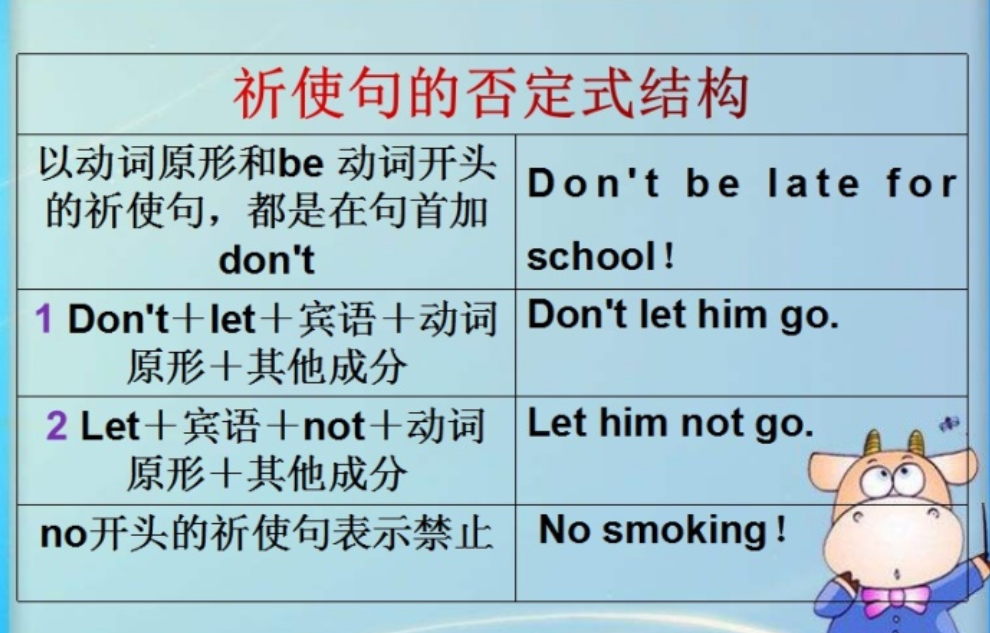 祈使句的否定式结构
以动词原形和be 动词开头
的祈使句，都是在句首加
don't
Don't be late for
school！
1 Don't＋let＋宾语＋动词
原形＋其他成分
Don't let him go.
2 Let＋宾语＋not＋动词
原形＋其他成分
Let him not go.
no开头的祈使句表示禁止
No smoking！